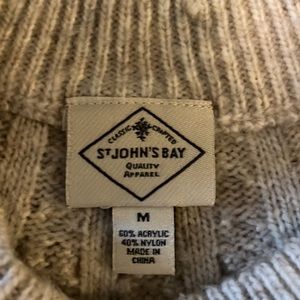 CLASSIC CRAFTED
ST JOHN'S BAY
QUALITY
APPAREL
M
60% ACRYLIC
40% NYLON
MADE IN
CHINA